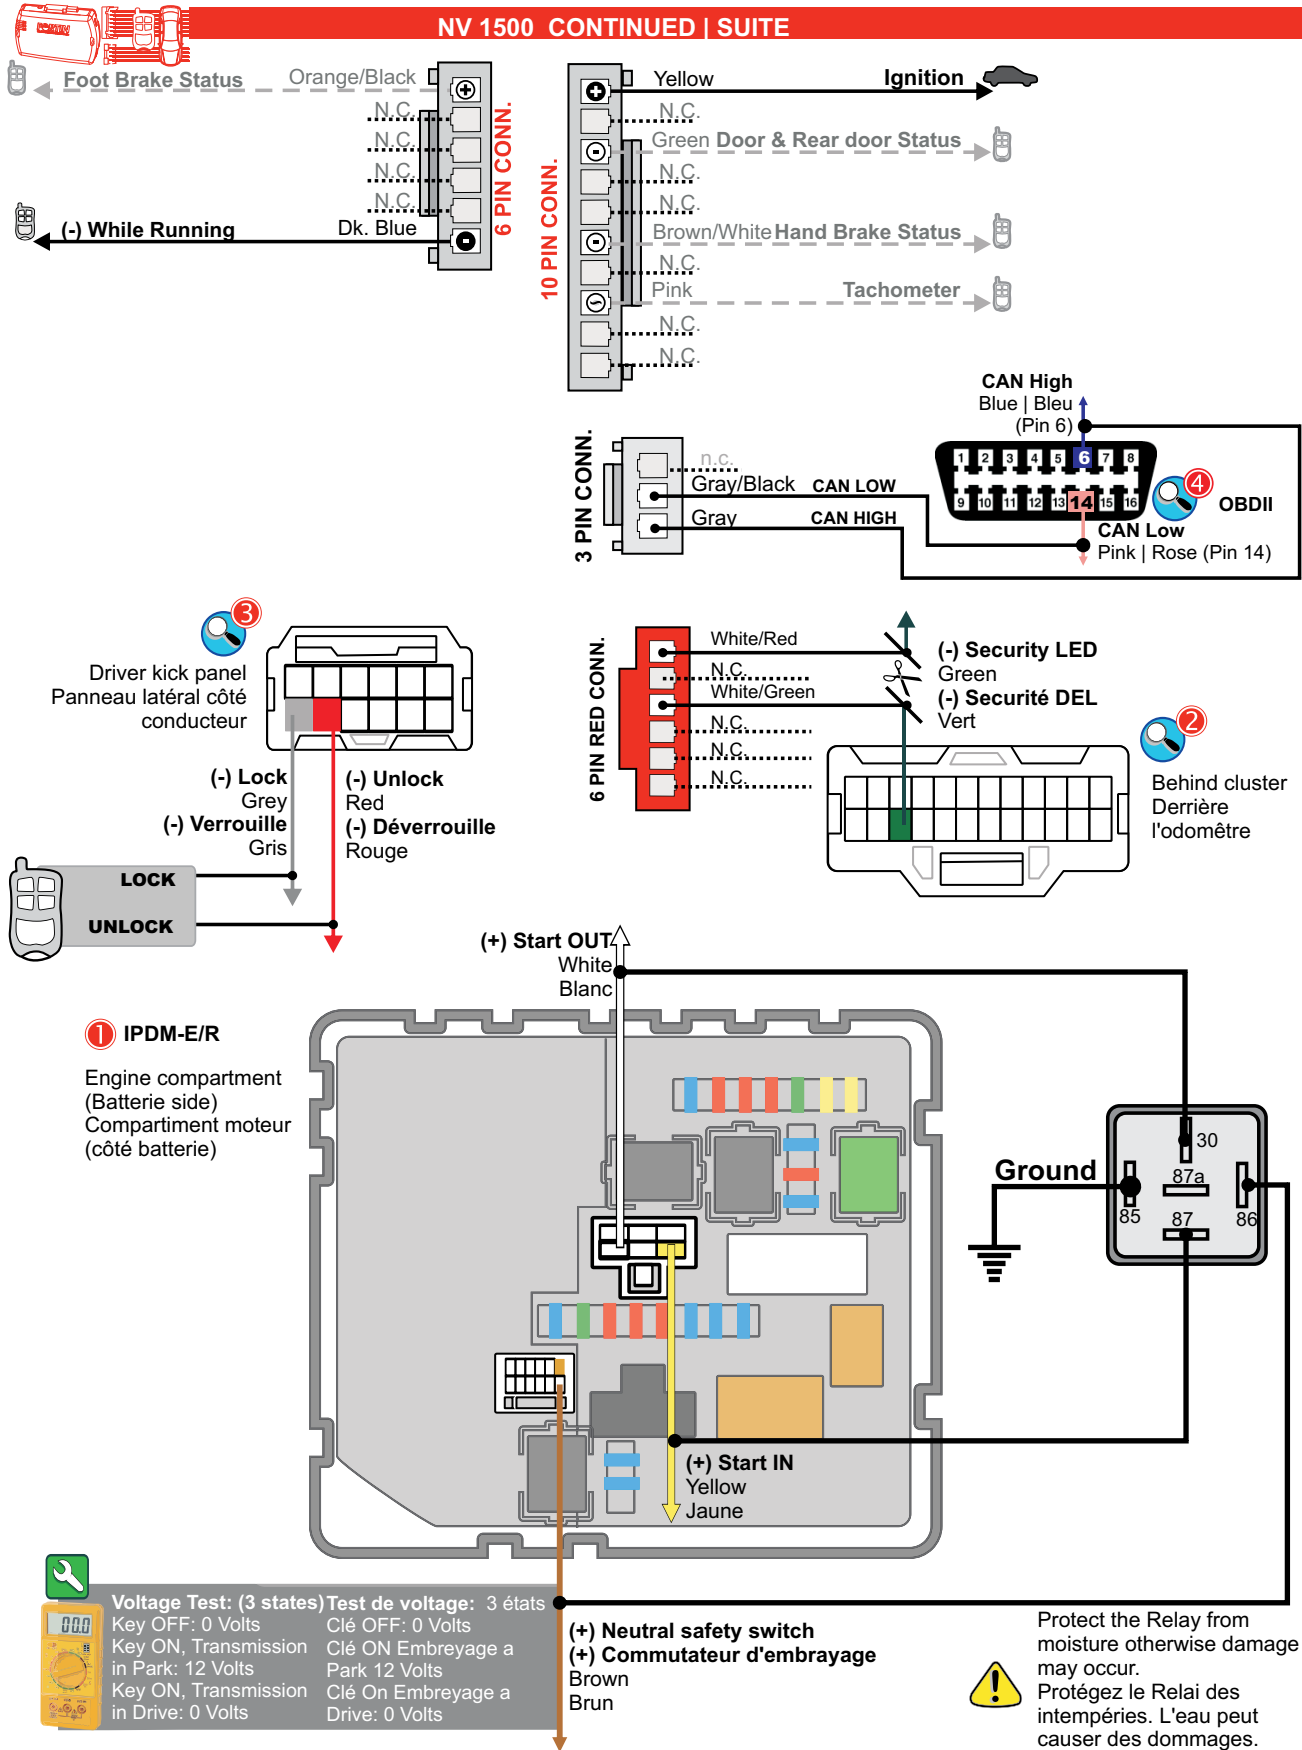 NV 1500 CONTINUED | SUITE
FORTIN
Foot Brake Status
Orange/Black
N.C.
N.C.
N.C.
N.C.
(-) While Running
Dk. Blue
6 PIN CONN.
10 PIN CONN.
Yellow
Ignition
N.C.
Green Door & Rear door Status
N.C.
N.C.
Brown/White Hand Brake Status
N.C.
Pink
Tachometer
N.C.
N.C.
CAN High
Blue | Bleu
(Pin 6)
1 2 3 4 5 6 7 8
9 10 11 12 13 14 15 16
4
OBDII
CAN Low
Pink | Rose (Pin 14)
3 PIN CONN.
n.c.
Gray/Black CAN LOW
Gray CAN HIGH
3
Driver kick panel
Panneau latéral côté
conducteur
(-) Lock
Grey
(-) Verrouille
Gris
(-) Unlock
Red
(-) Déverrouille
Rouge
LOCK
UNLOCK
6 PIN RED CONN.
White/Red
N.C.
White/Green
N.C.
N.C.
N.C.
(-) Security LED
Green
(-) Securité DEL
Vert
2
Behind cluster
Derrière
l'odomêtre
(+) Start OUT
White
Blanc
1 IPDM-E/R
Engine compartment
(Batterie side)
Compartiment moteur
(côté batterie)
Ground
30
87a
85
87
86
(+) Start IN
Yellow
Jaune
00.0
Voltage Test: (3 states)
Key OFF: 0 Volts
Key ON, Transmission
in Park: 12 Volts
Key ON, Transmission
in Drive: 0 Volts
Test de voltage: 3 états
Clé OFF: 0 Volts
Clé ON Embreyage a
Park 12 Volts
Clé On Embreyage a
Drive: 0 Volts
(+) Neutral safety switch
(+) Commutateur d'embrayage
Brown
Brun
Protect the Relay from
moisture otherwise damage
may occur.
Protégez le Relai des
intempéries. L'eau peut
causer des dommages.